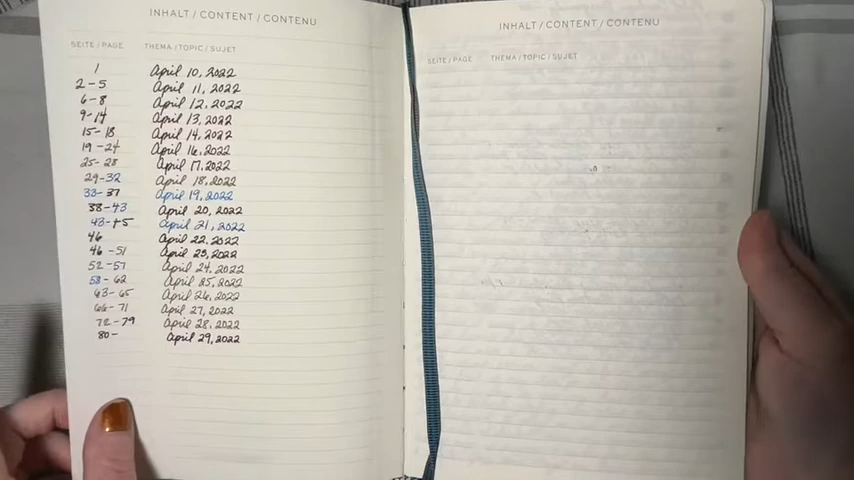 INHALT / CONTENT / CONTENU
SEITE / PAGE THEMA / TOPIC / SUJET
1 April 10, 2022
2-5 April 11, 2022
6-8 April 12, 2022
9-14 April 13, 2022
15-18 April 14, 2022
19-24 April 16, 2022
25-28 April 17, 2022
29-32 April 18, 2022
33-37 April 19, 2022
38-43 April 20, 2022
43-45 April 21, 2022
46 April 22, 2022
46-51 April 23, 2022
52-57 April 24, 2022
58-62 April 25, 2022
63-65 April 26, 2022
66-71 April 27, 2022
72-79 April 28, 2022
80- April 29, 2022
INHALT / CONTENT / CONTENU
SEITE / PAGE THEMA / TOPIC / SUJET